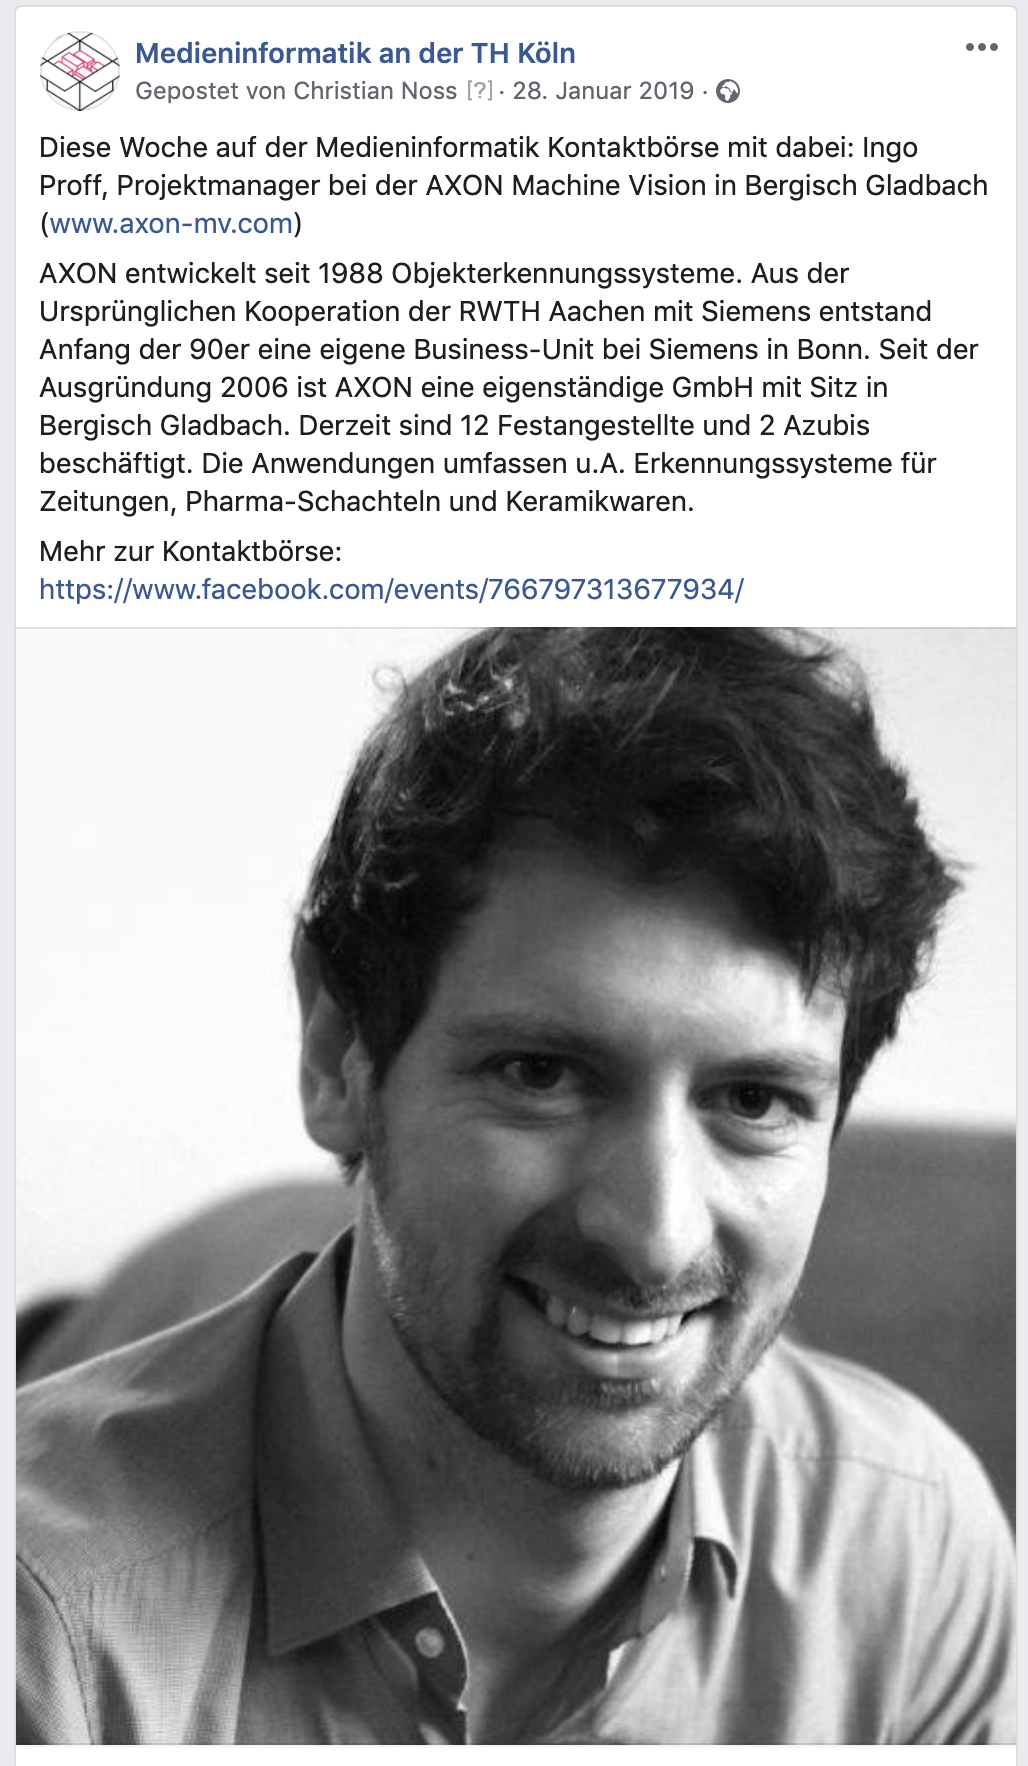 Medieninformatik an der TH Köln
Gepostet von Christian Noss [?] · 28. Januar 2019 ·
Diese Woche auf der Medieninformatik Kontaktbörse mit dabei: Ingo
Proff, Projektmanager bei der AXON Machine Vision in Bergisch Gladbach
(www.axon-mv.com)
AXON entwickelt seit 1988 Objekterkennungssysteme. Aus der
Ursprünglichen Kooperation der RWTH Aachen mit Siemens entstand
Anfang der 90er eine eigene Business-Unit bei Siemens in Bonn. Seit der
Ausgründung 2006 ist AXON eine eigenständige GmbH mit Sitz in
Bergisch Gladbach. Derzeit sind 12 Festangestellte und 2 Azubis
beschäftigt. Die Anwendungen umfassen u.A. Erkennungssysteme für
Zeitungen, Pharma-Schachteln und Keramikwaren.
Mehr zur Kontaktbörse:
https://www.facebook.com/events/766797313677934/